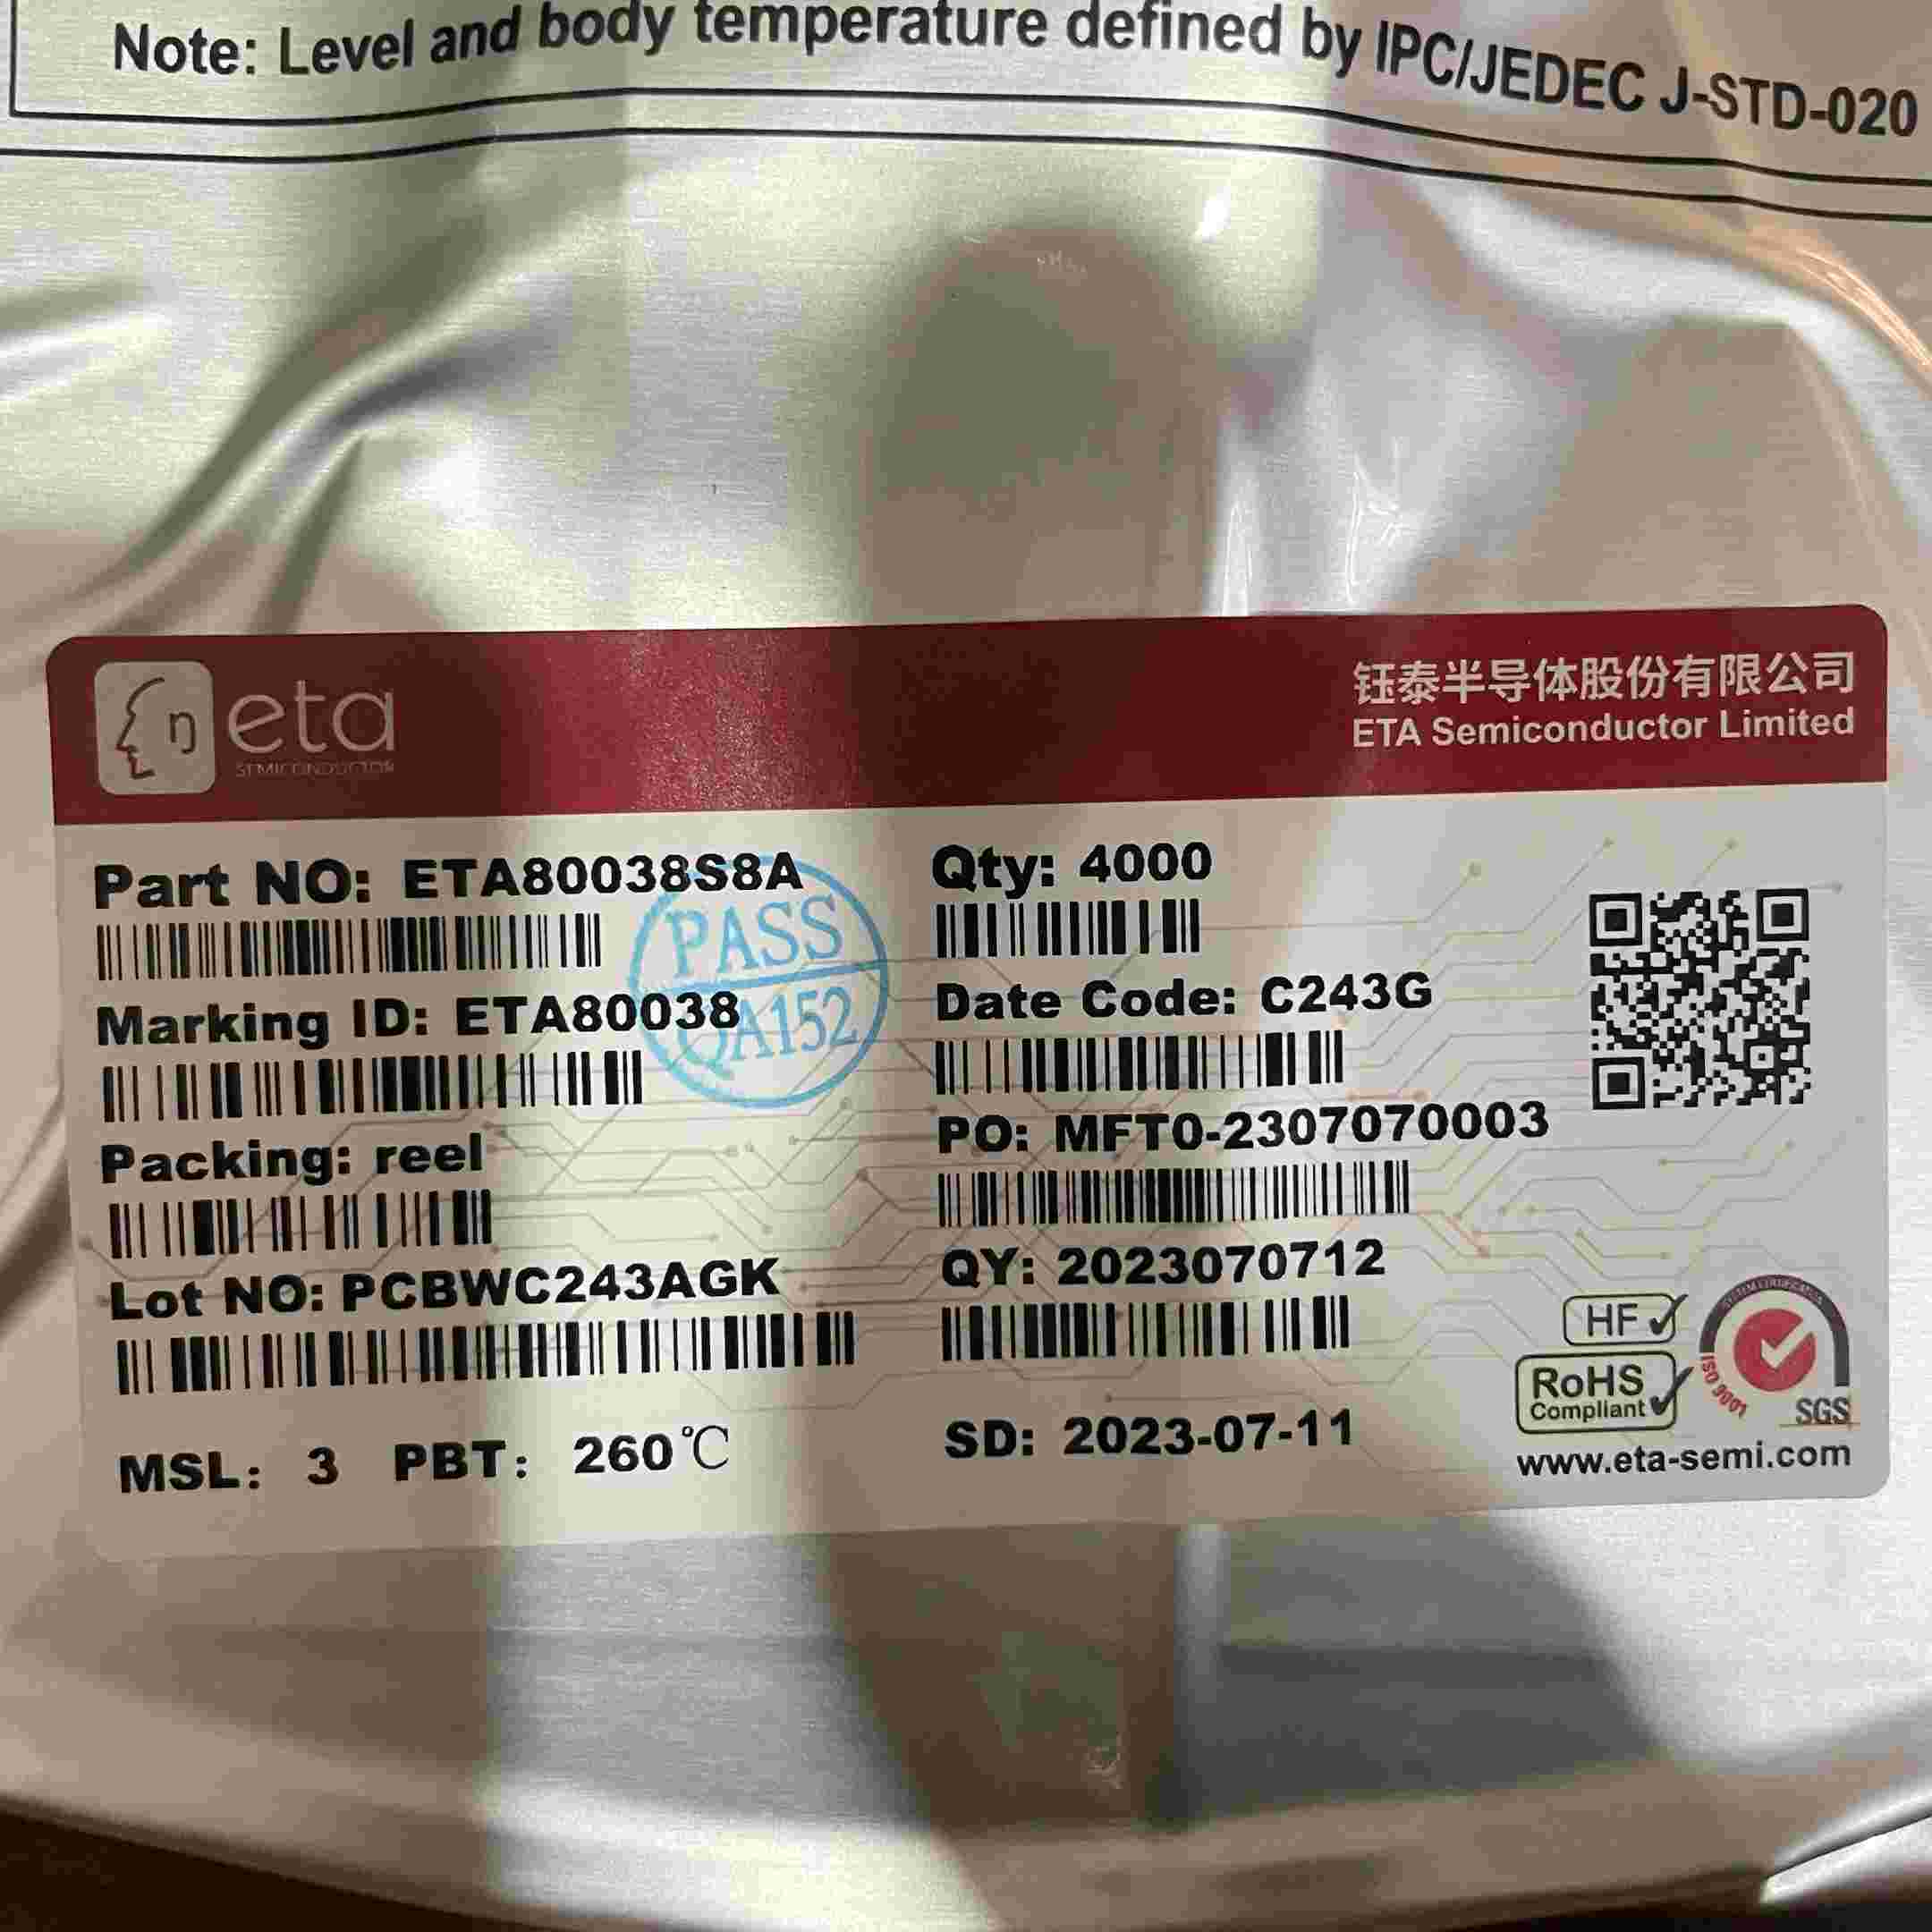 Note: Level and body temperature defined by IPC/JEDEC J-STD-020
η eta
SEMICONDUCTOR
钰泰半导体股份有限公司
ETA Semiconductor Limited
Part NO: ETA80038S8A
Marking ID: ETA80038
PASS
QA152
Packing: reel
Lot NO: PCBWC243AGK
MSL: 3 PBT: 260℃
Qty: 4000
Date Code: C243G
PO: MFT0-2307070003
QY: 2023070712
SD: 2023-07-11
HF
RoHS
Compliant
ISO 9001
SGS
www.eta-semi.com